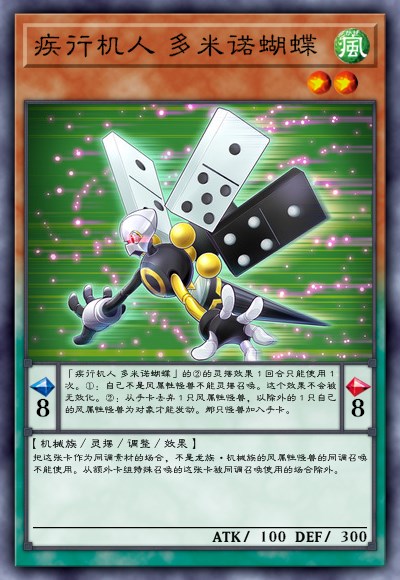 疾行机人 多米诺蝴蝶
風
「疾行机人 多米诺蝴蝶」的②的灵摆效果1回合只能使用1
次。①：自己不是风属性怪兽不能灵摆召唤。这个效果不会被
无效化。②：从手卡丢弃1只风属性怪兽，以除外的1只自己
的风属性怪兽为对象才能发动。那只怪兽加入手卡。
8
8
【机械族／灵摆／调整／效果】
把这张卡作为同调素材的场合，不是龙族·机械族的风属性怪兽的同调召唤
不能使用。从额外卡组特殊召唤的这张卡被同调召唤使用的场合除外。
ATK/ 100 DEF/ 300